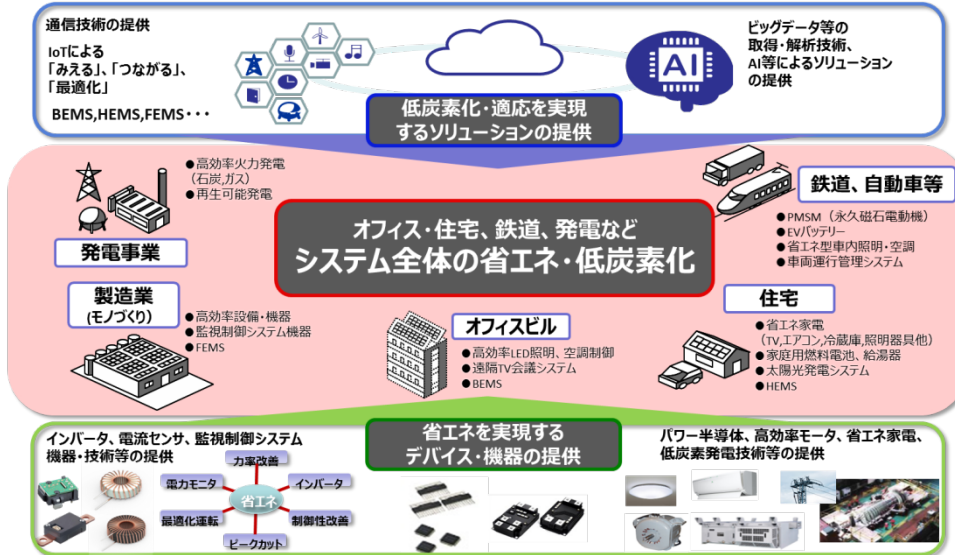 通信技術の提供
IoTによる
「みえる」、「つながる」、
「最適化」
BEMS,HEMS,FEMS・・・
AI
ビッグデータ等の
取得・解析技術、
AI等によるソリューション
の提供
低炭素化・適応を実現
するソリューションの提供
●高効率火力発電
(石炭,ガス)
●再生可能発電
発電事業
オフィス・住宅、鉄道、発電など
システム全体の省エネ・低炭素化
鉄道、自動車等
●PMSM（永久磁石電動機）
●EVバッテリー
●省エネ型車内照明・空調
●車両運行管理システム
製造業
(モノづくり)
●高効率設備・機器
●監視制御システム機器
●FEMS
オフィスビル
●高効率LED照明、空調制御
●遠隔TV会議システム
●BEMS
住宅
●省エネ家電
（TV,エアコン,冷蔵庫,照明器具他）
●家庭用燃料電池、給湯器
●太陽光発電システム
●HEMS
省エネを実現する
デバイス・機器の提供
インバータ、電流センサ、監視制御システム
機器・技術等の提供
力率改善
電力モニタ
インバータ
省エネ
最適化運転
制御性改善
ピークカット
パワー半導体、高効率モータ、省エネ家電、
低炭素発電技術等の提供